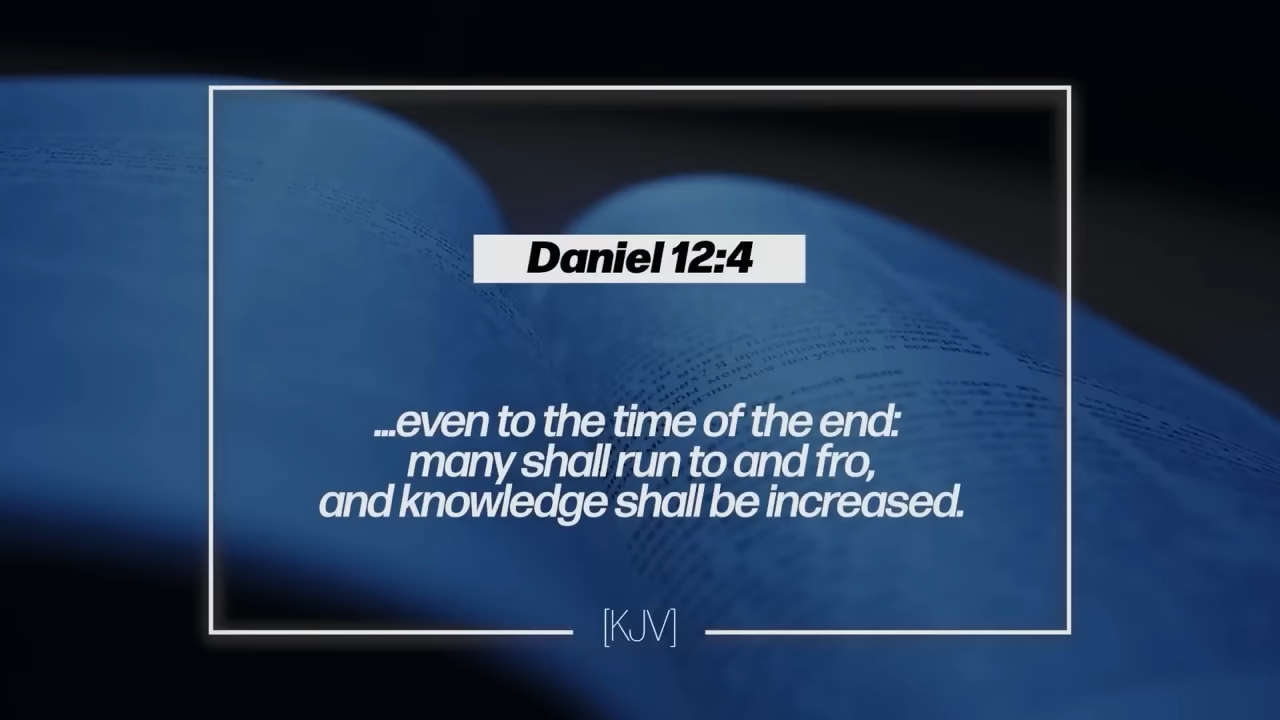 Daniel 12:4
...even to the time of the end:
many shall run to and fro,
and knowledge shall be increased.
[KJV]